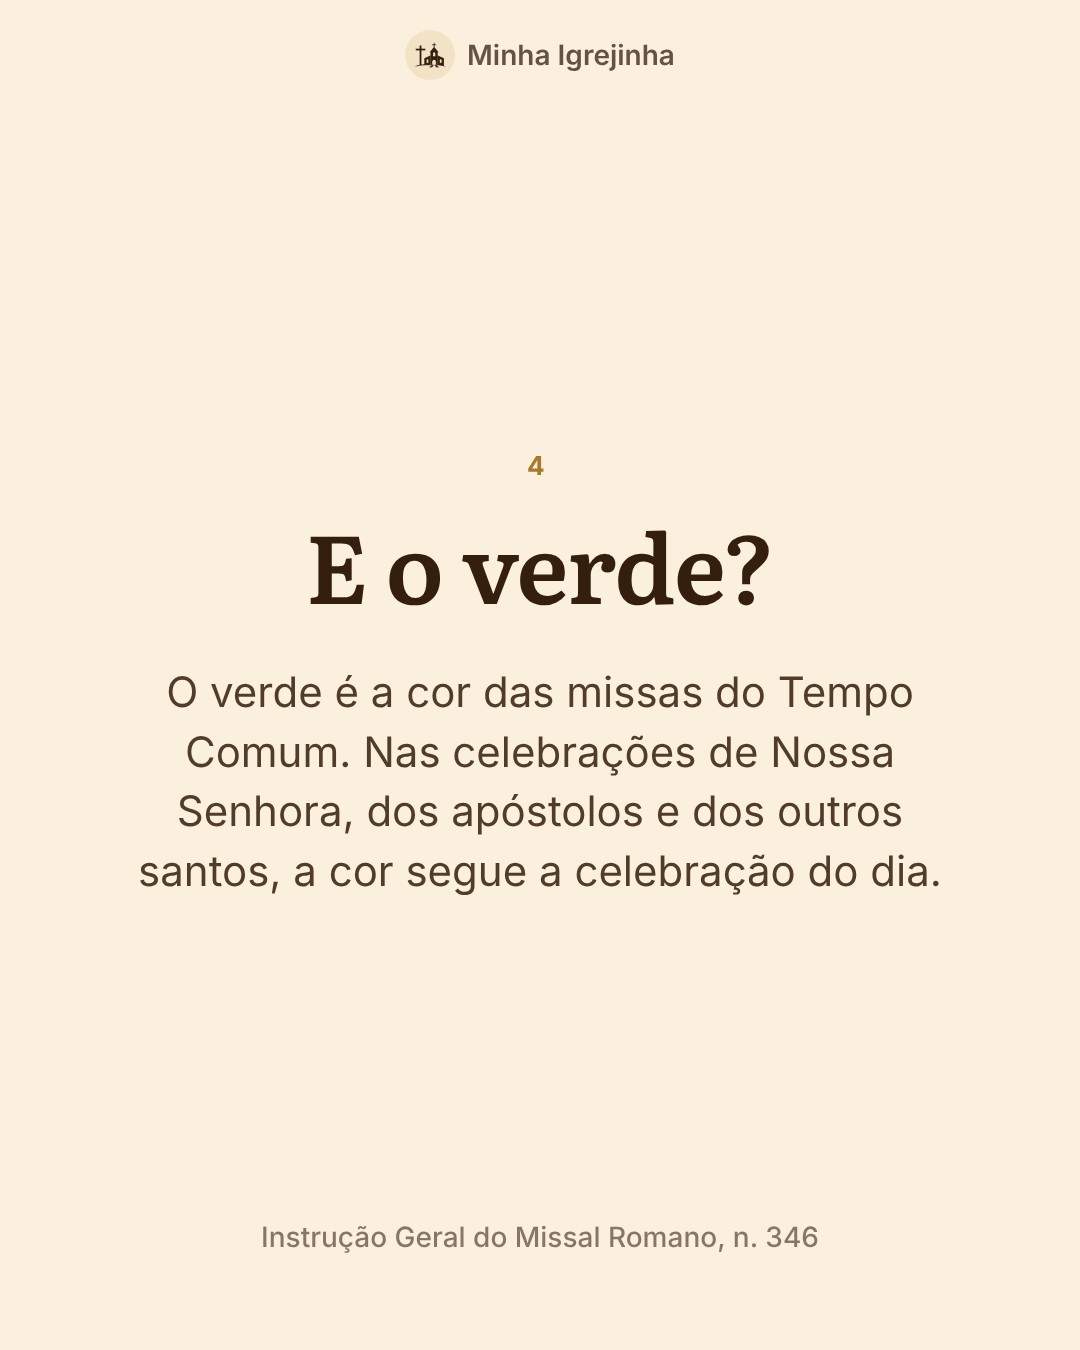 Minha Igrejinha
4
E o verde?
O verde é a cor das missas do Tempo
Comum. Nas celebrações de Nossa
Senhora, dos apóstolos e dos outros
santos, a cor segue a celebração do dia.
Instrução Geral do Missal Romano, n. 346